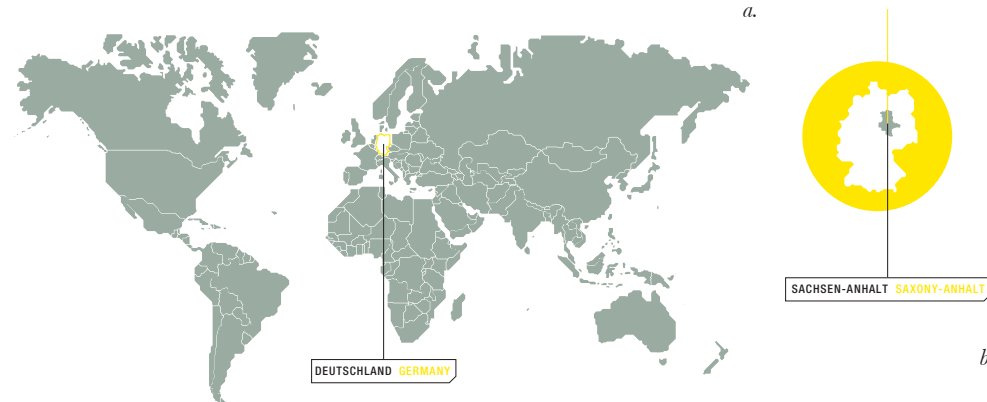 a.
SACHSEN-ANHALT SAXONY-ANHALT
b
DEUTSCHLAND GERMANY